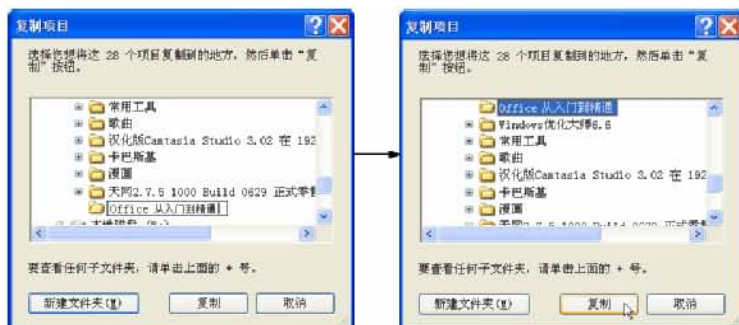 复制项目
选择您想将这 28 个项目复制到的地方，然后单击“复
制”按钮。
常用工具
歌曲
汉化版Camtasia Studio 3.02 在 192
卡巴斯基
漫画
天网2.7.5 1000 Build 0629 正式零售
Office 从入门到精通
要查看任何子文件夹，请单击上面的 + 号。
新建文件夹(M)
复制
取消
复制项目
选择您想将这 28 个项目复制到的地方，然后单击“复
制”按钮。
Office 从入门到精通
Windows优化大师6.6
常用工具
歌曲
汉化版Camtasia Studio 3.02 在 192
卡巴斯基
漫画
要查看任何子文件夹，请单击上面的 + 号。
新建文件夹(M)
复制
取消